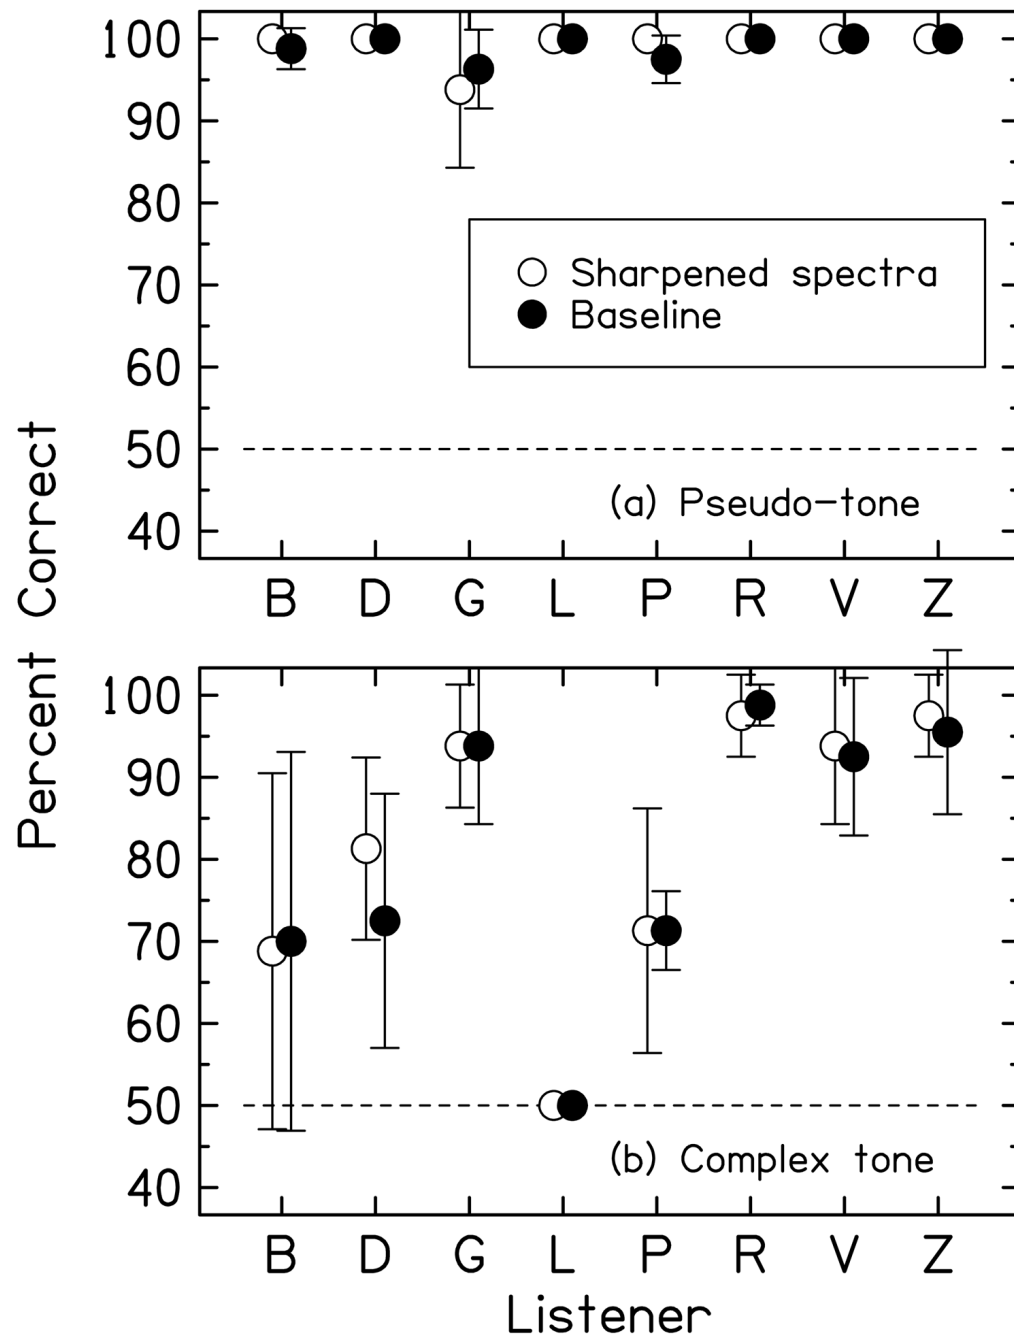 100
90
80
70
60
50
40
Sharpened spectra
Baseline
(a) Pseudo-tone
B D G L P R V Z
Percent Correct
100
90
80
70
60
50
40
(b) Complex tone
B D G L P R V Z
Listener